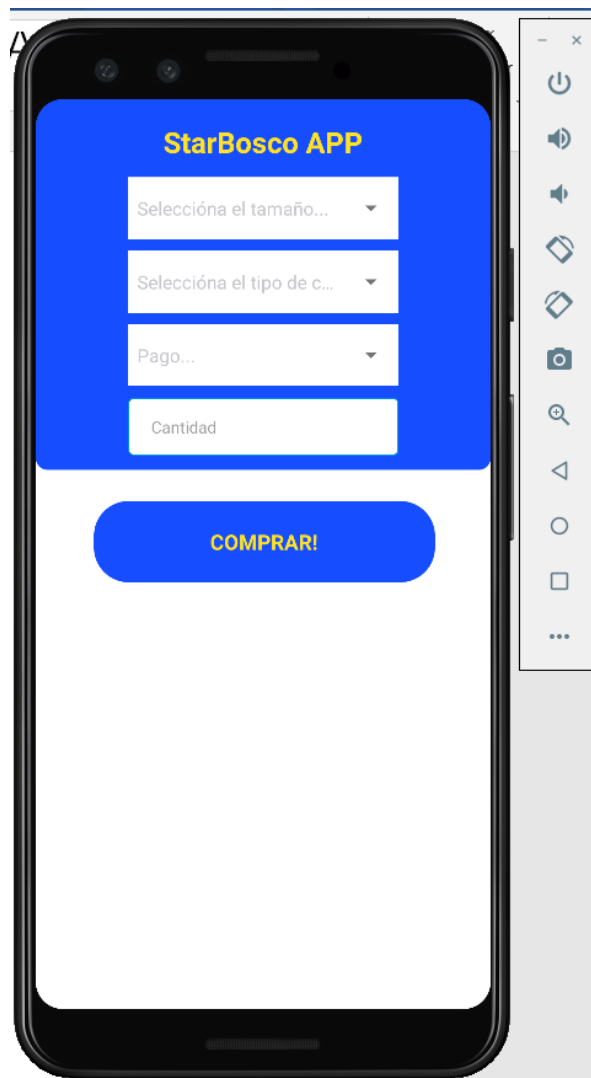 StarBosco APP
Seleccióna el tamaño...
Seleccióna el tipo de c...
Pago...
Cantidad
COMPRAR!